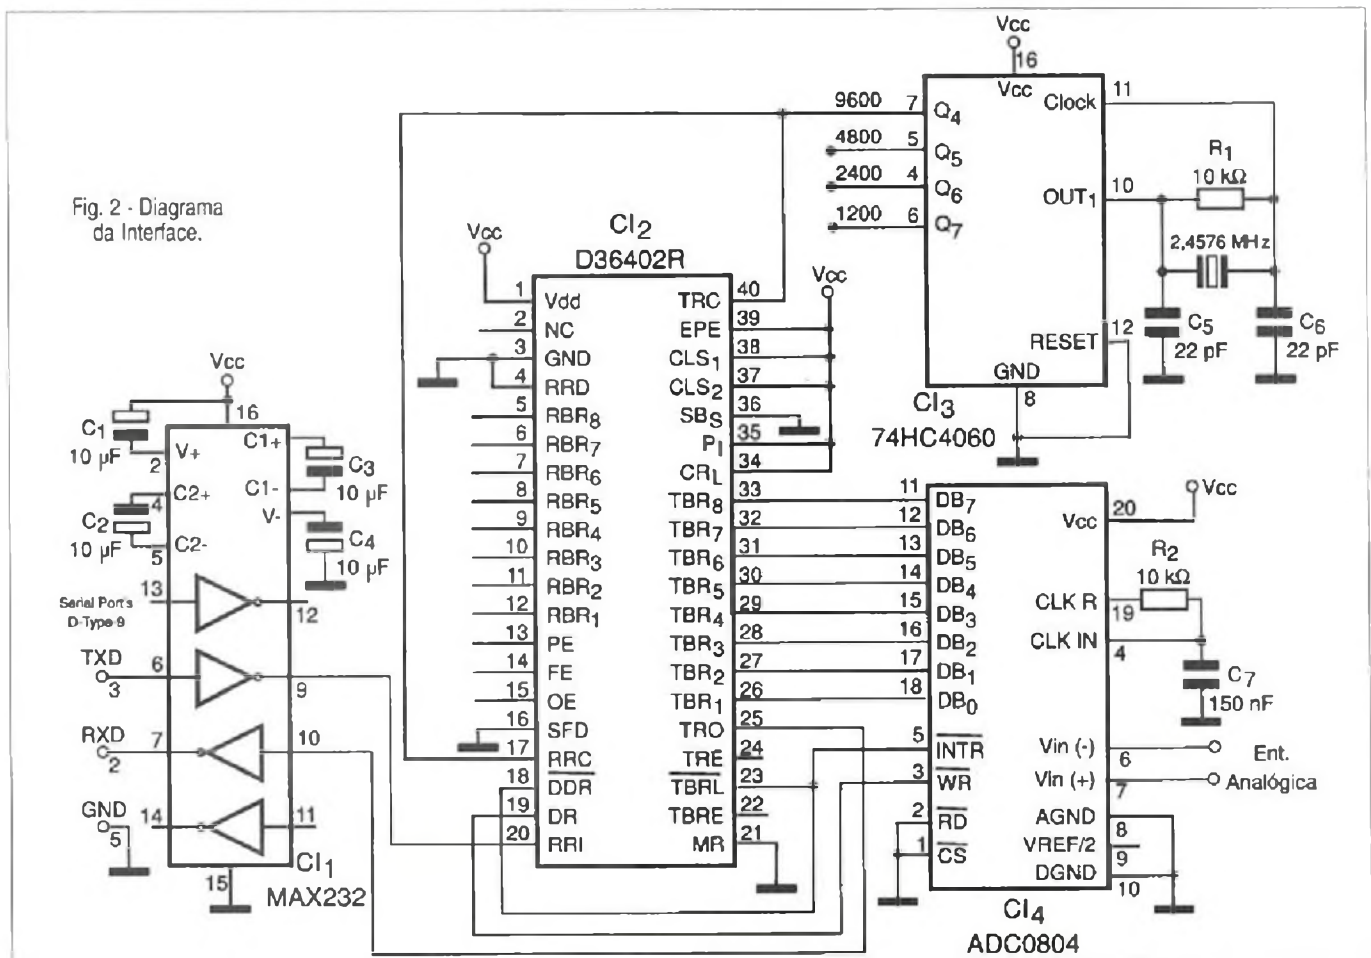 Fig. 2 - Diagrama
da Interface.
Vcc
16
Vcc
Clock
11
9600
7
Q4
4800
5
Q5
2400
4
Q6
1200
6
Q7
OUT1
10
R1
10 kΩ
2,4576 MHz
C5
22 pF
C6
22 pF
RESET
12
GND
8
CI3
74HC4060
CI2
D36402R
Vcc
Vcc
1
Vdd
2
NC
3
GND
4
RRD
5
RBR8
6
RBR7
7
RBR6
8
RBR5
9
RBR4
10
RBR3
11
RBR2
12
RBR1
13
PE
14
FE
15
OE
16
SFD
17
RRC
18
DDR
19
DR
20
RRI
TRC
40
EPE
39
CLS1
38
CLS2
37
SBS
36
PI
35
CRL
34
TBR8
33
TBR7
32
TBR6
31
TBR5
30
TBR4
29
TBR3
28
TBR2
27
TBR1
26
TRO
25
TRE
24
TBRL
23
TBRE
22
MR
21
Vcc
16
C1
10 µF
V+
2
C1+
C3
10 µF
C1-
C2+
4
C2
10 µF
C2-
5
V-
C4
10 µF
13
12
Serial Port's
D-Type-9
TXD
3
6
9
RXD
2
7
10
GND
5
14
11
15
CI1
MAX232
11
DB7
12
DB6
13
DB5
14
DB4
15
DB3
16
DB2
17
DB1
18
DB0
5
INTR
3
WR
2
RD
1
CS
Vcc
20
Vcc
R2
10 kΩ
CLK R
19
CLK IN
4
C7
150 nF
Vin (-)
6
Vin (+)
7
Ent.
Analógica
AGND
8
VREF/2
9
DGND
10
CI4
ADC0804